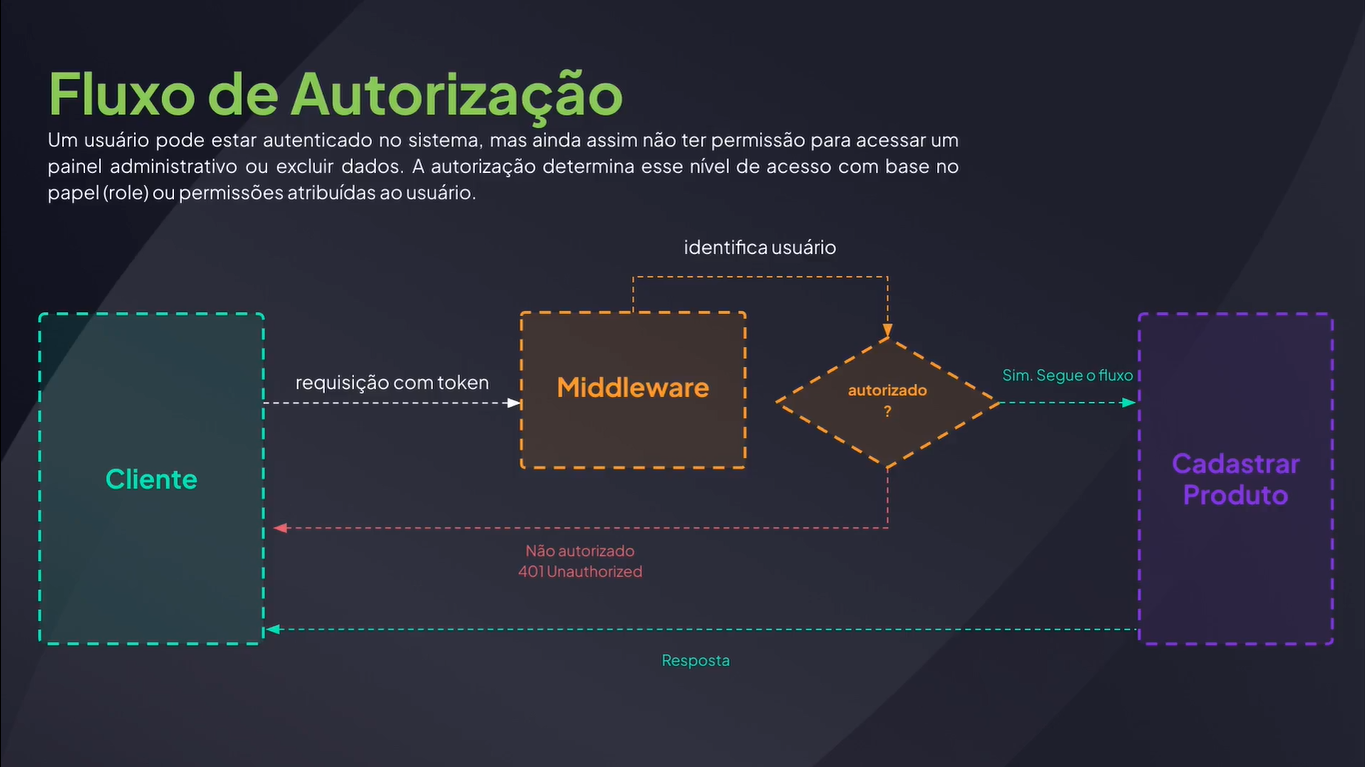 Fluxo de Autorização
Um usuário pode estar autenticado no sistema, mas ainda assim não ter permissão para acessar um
painel administrativo ou excluir dados. A autorização determina esse nível de acesso com base no
papel (role) ou permissões atribuídas ao usuário.
identifica usuário
requisição com token
Middleware
autorizado
?
Sim. Segue o fluxo
Cliente
Cadastrar
Produto
Não autorizado
401 Unauthorized
Resposta